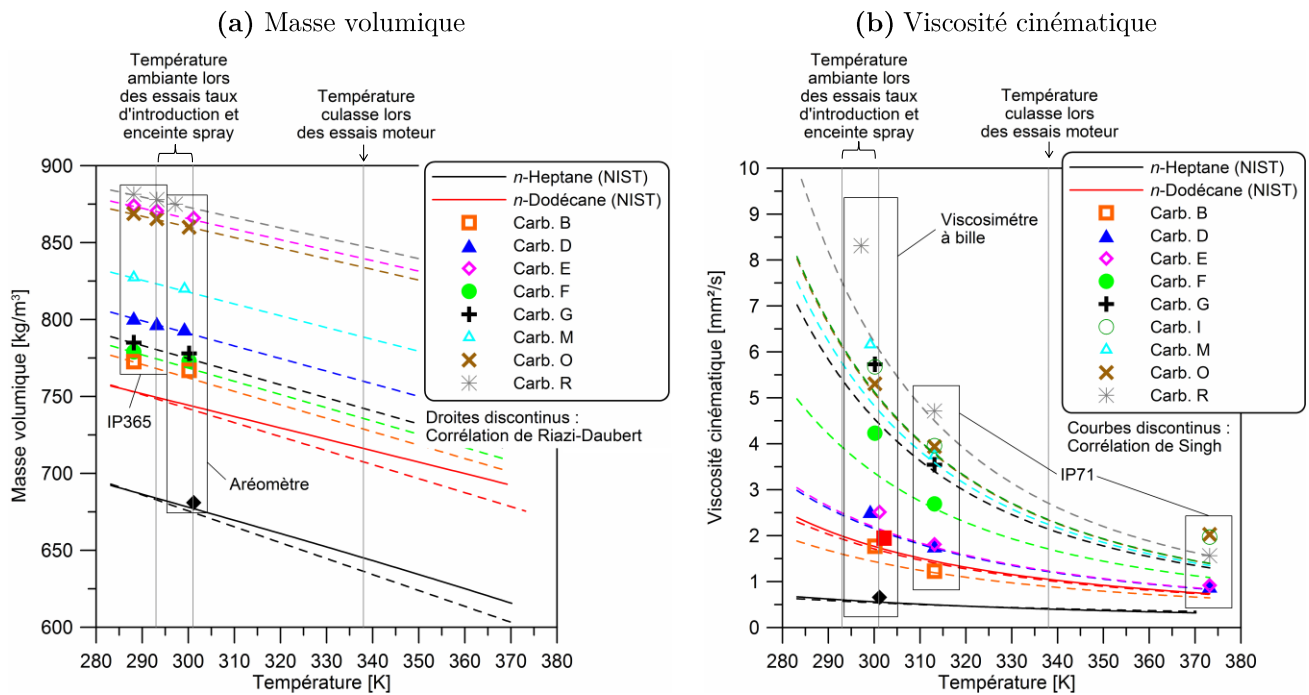 (a) Masse volumique
Température
ambiante lors
des essais taux
d'introduction et
enceinte spray
Température
culasse lors
des essais moteur
900
850
800
750
700
650
600
Masse volumique [kg/m³]
n-Heptane (NIST)
n-Dodécane (NIST)
Carb. B
Carb. D
Carb. E
Carb. F
Carb. G
Carb. M
Carb. O
Carb. R
Droites discontinus :
Corrélation de Riazi-Daubert
IP365
Aréomètre
280 290 300 310 320 330 340 350 360 370 380
Température [K]
(b) Viscosité cinématique
Température
ambiante lors
des essais taux
d'introduction et
enceinte spray
Température
culasse lors
des essais moteur
10
9
8
7
6
5
4
3
2
1
0
Viscosité cinématique [mm²/s]
Viscosimétre
à bille
n-Heptane (NIST)
n-Dodécane (NIST)
Carb. B
Carb. D
Carb. E
Carb. F
Carb. G
Carb. I
Carb. M
Carb. O
Carb. R
Courbes discontinus :
Corrélation de Singh
IP71
280 290 300 310 320 330 340 350 360 370 380
Température [K]